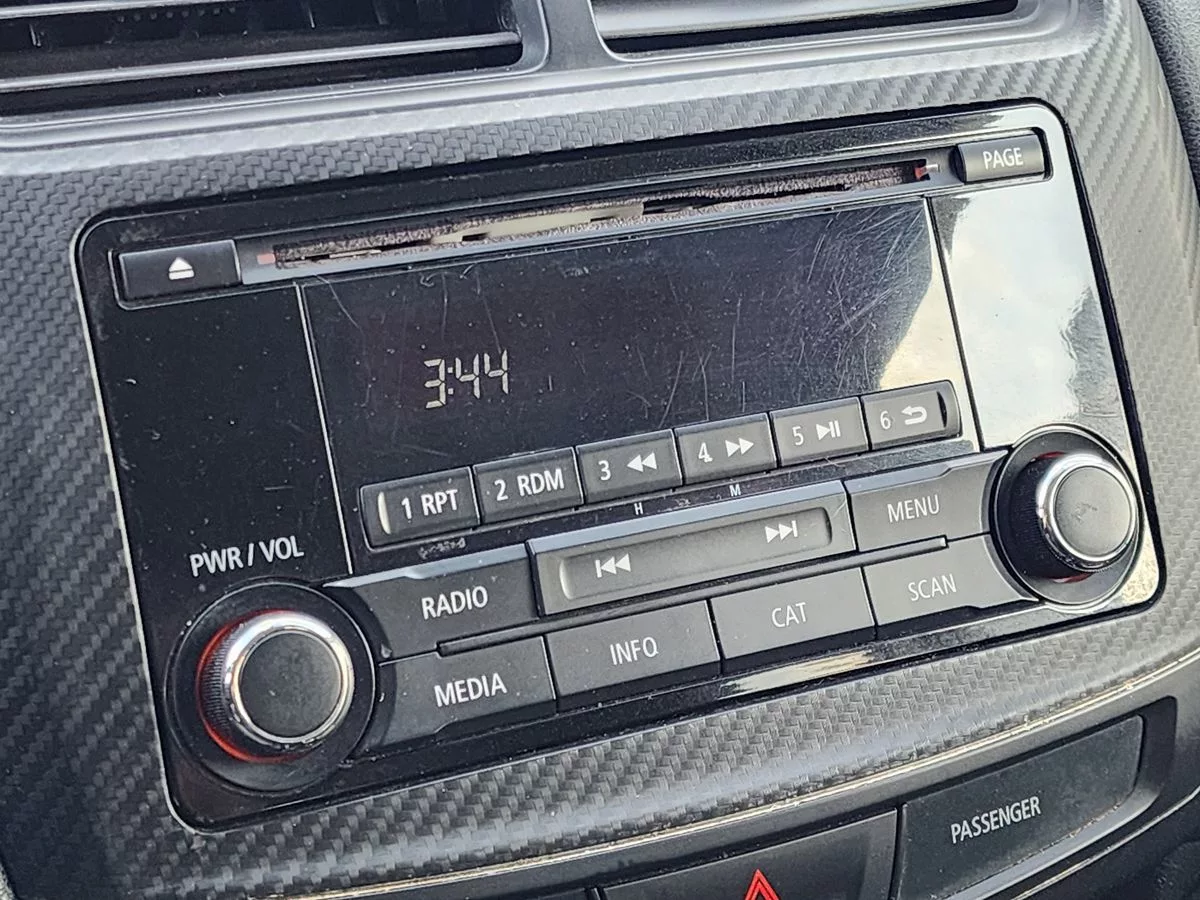 PAGE
3:44
1 RPT
2 RDM
3
4
5
6
H
M
PWR / VOL
RADIO
MENU
MEDIA
INFO
CAT
SCAN
PASSENGER